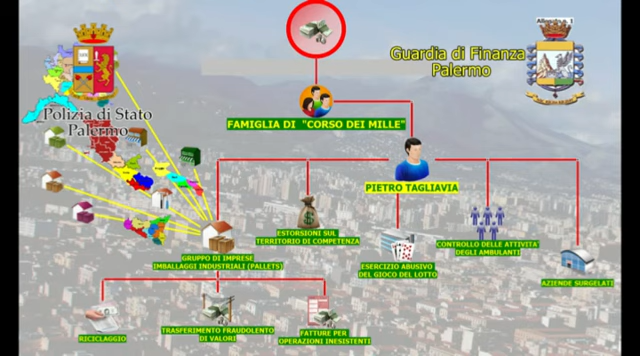 Guardia di Finanza
Palermo
Polizia di Stato
Palermo
FAMIGLIA DI "CORSO DEI MILLE"
PIETRO TAGLIAVIA
ESTORSIONI SUL
TERRITORIO DI COMPETENZA
CONTROLLO DELLE ATTIVITA'
DEGLI AMBULANTI
GRUPPO DI IMPRESE
IMBALLAGGI INDUSTRIALI (PALLETS)
ESERCIZIO ABUSIVO
DEL GIOCO DEL LOTTO
AZIENDE SURGELATI
RICICLAGGIO
TRASFERIMENTO FRAUDOLENTO
DI VALORI
FATTURE PER
OPERAZIONI INESISTENTI